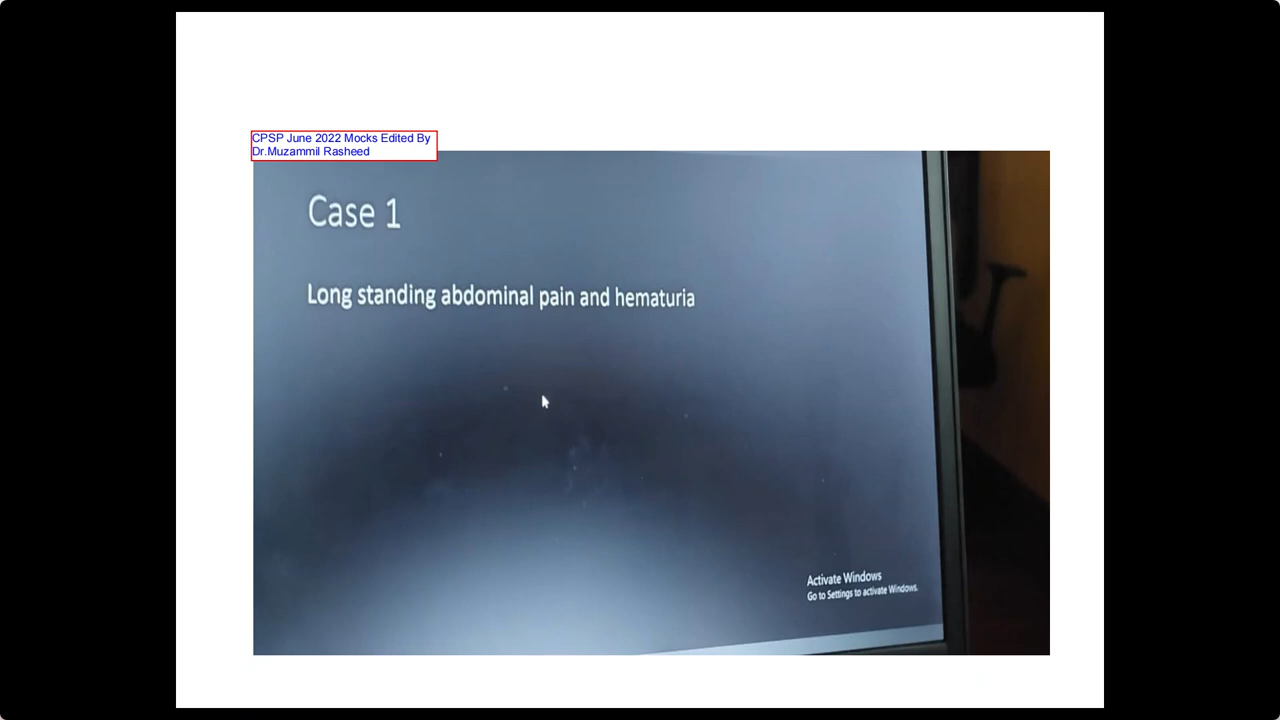 CPSP June 2022 Mocks Edited By
Dr.Muzammil Rasheed
Case 1
Long standing abdominal pain and hematuria
Activate Windows
Go to Settings to activate Windows.